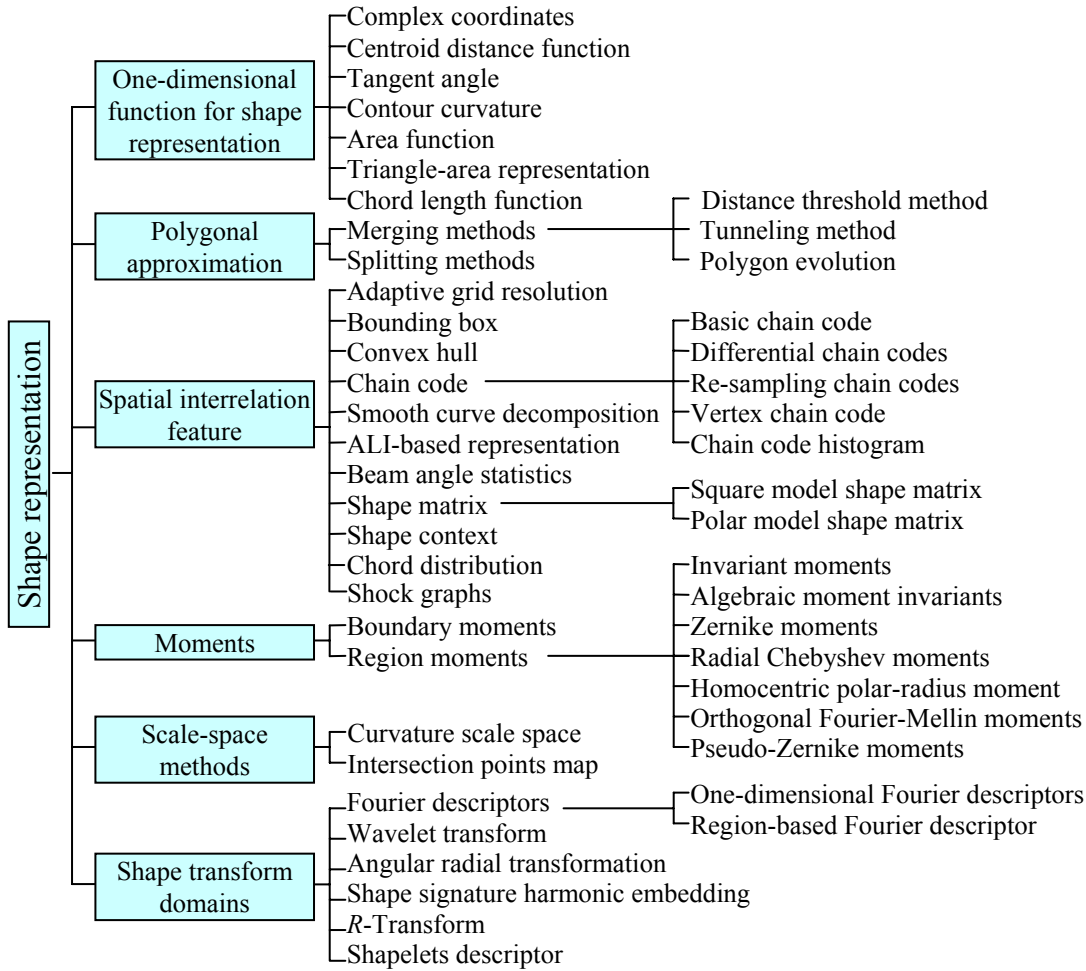 Shape representation
One-dimensional
function for shape
representation
Complex coordinates
Centroid distance function
Tangent angle
Contour curvature
Area function
Triangle-area representation
Chord length function
Polygonal
approximation
Merging methods
Splitting methods
Distance threshold method
Tunneling method
Polygon evolution
Spatial interrelation
feature
Adaptive grid resolution
Bounding box
Convex hull
Chain code
Smooth curve decomposition
ALI-based representation
Beam angle statistics
Shape matrix
Shape context
Chord distribution
Shock graphs
Basic chain code
Differential chain codes
Re-sampling chain codes
Vertex chain code
Chain code histogram
Square model shape matrix
Polar model shape matrix
Moments
Boundary moments
Region moments
Invariant moments
Algebraic moment invariants
Zernike moments
Radial Chebyshev moments
Homocentric polar-radius moment
Orthogonal Fourier-Mellin moments
Pseudo-Zernike moments
Scale-space
methods
Curvature scale space
Intersection points map
Shape transform
domains
Fourier descriptors
Wavelet transform
Angular radial transformation
Shape signature harmonic embedding
R-Transform
Shapelets descriptor
One-dimensional Fourier descriptors
Region-based Fourier descriptor